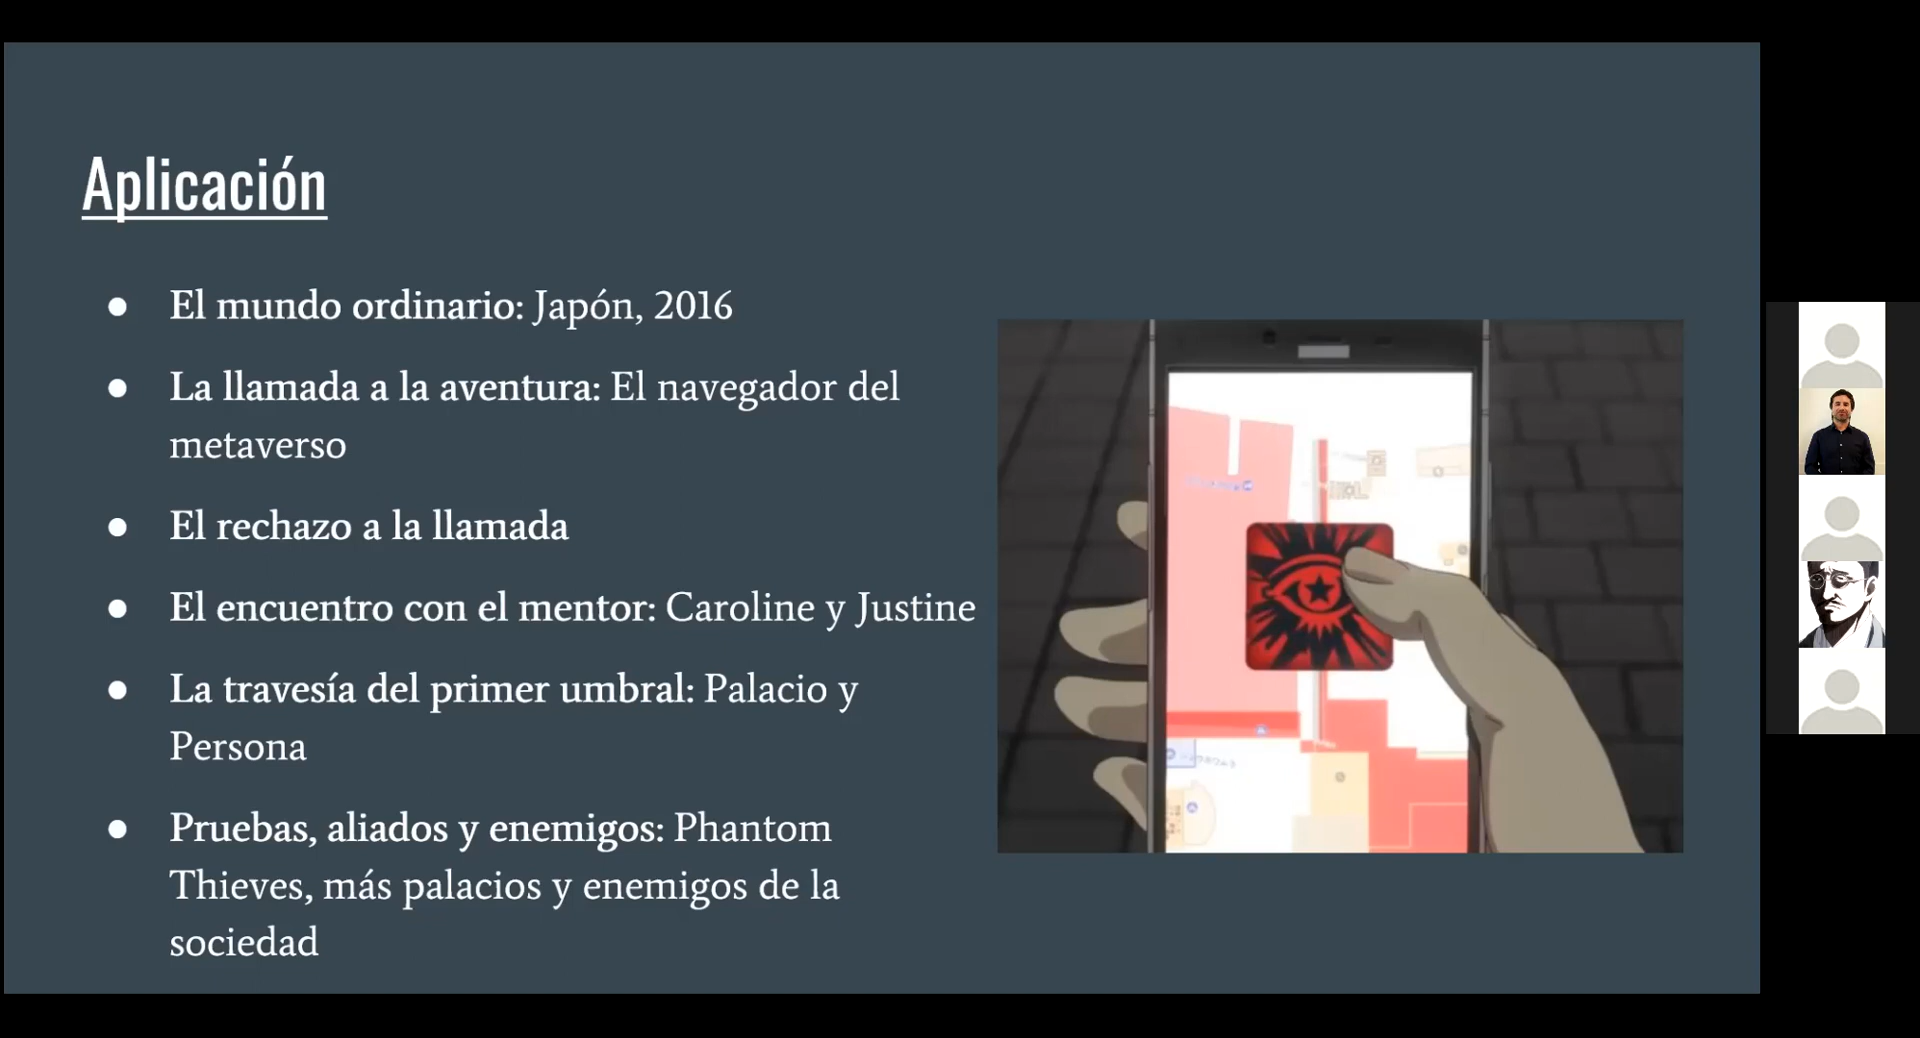 Aplicación
● El mundo ordinario: Japón, 2016
● La llamada a la aventura: El navegador del
metaverso
● El rechazo a la llamada
● El encuentro con el mentor: Caroline y Justine
● La travesía del primer umbral: Palacio y
Persona
● Pruebas, aliados y enemigos: Phantom
Thieves, más palacios y enemigos de la
sociedad